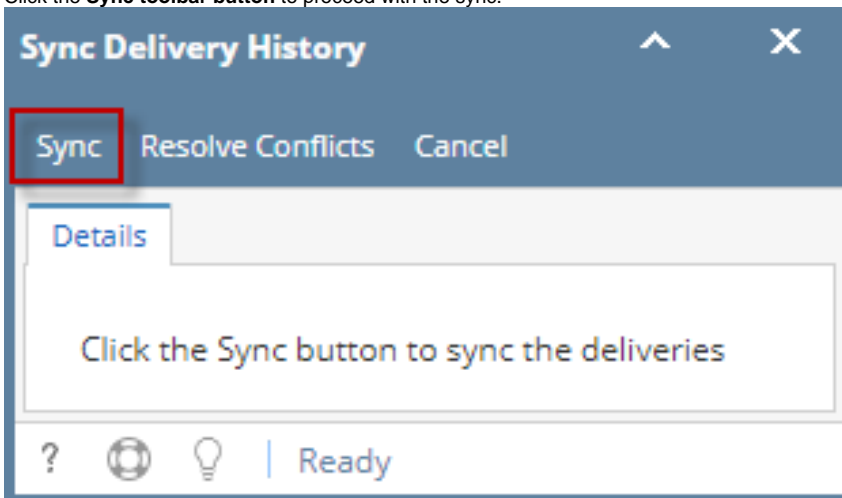 Click the Sync toolbar button to proceed with the sync.
Sync Delivery History
Sync Resolve Conflicts Cancel
Details
Click the Sync button to sync the deliveries
? Ready